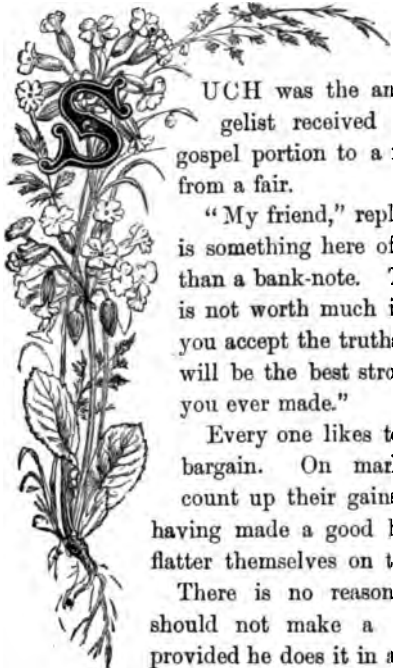 SUCH was the an
gelist received
gospel portion to a
from a fair.
"My friend," repl
is something here of
than a bank-note.
is not worth much i
you accept the truths
will be the best stro
you ever made."
Every one likes to
bargain. On mar
count up their gains
having made a good
flatter themselves on t
There is no reason
should not make a
provided he does it in a